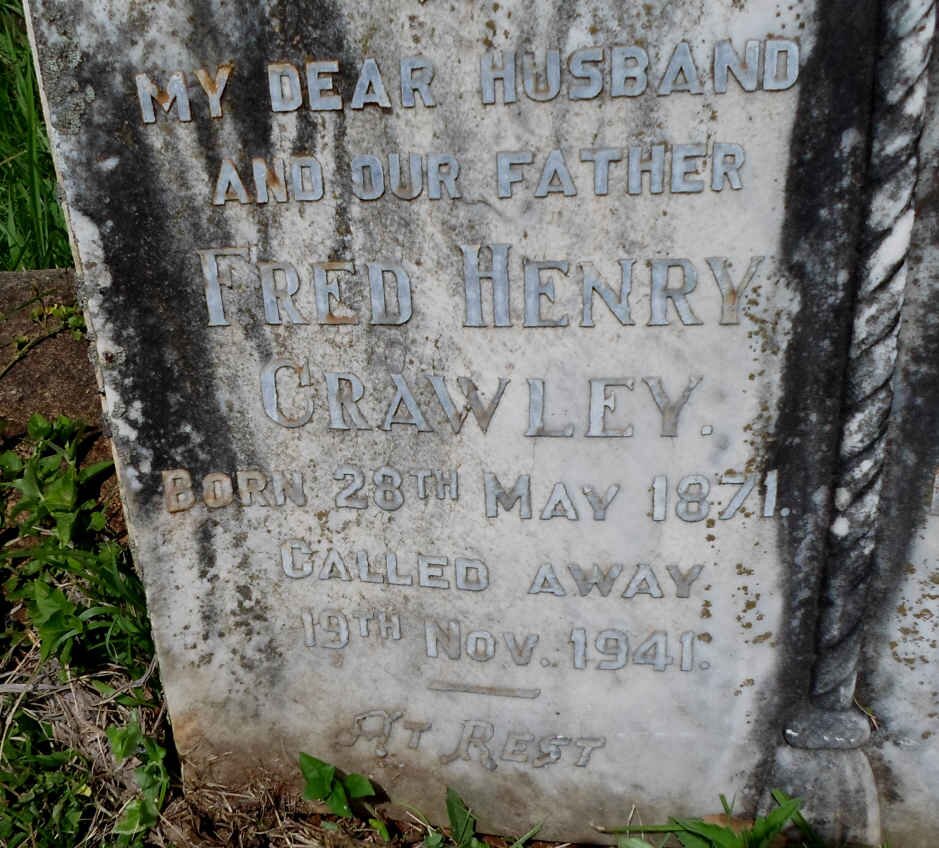 MY DEAR HUSBAND
AND OUR FATHER
FRED HENRY
CRAWLEY.
BORN 28TH MAY 1871.
CALLED AWAY
19TH NOV. 1941.
AT REST